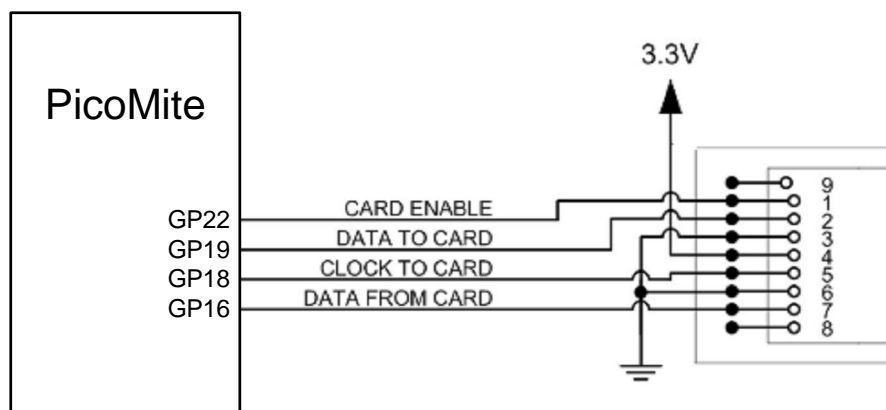 3.3V
PicoMite
GP22 CARD ENABLE
GP19 DATA TO CARD
GP18 CLOCK TO CARD
GP16 DATA FROM CARD
9
1
2
3
4
5
6
7
8